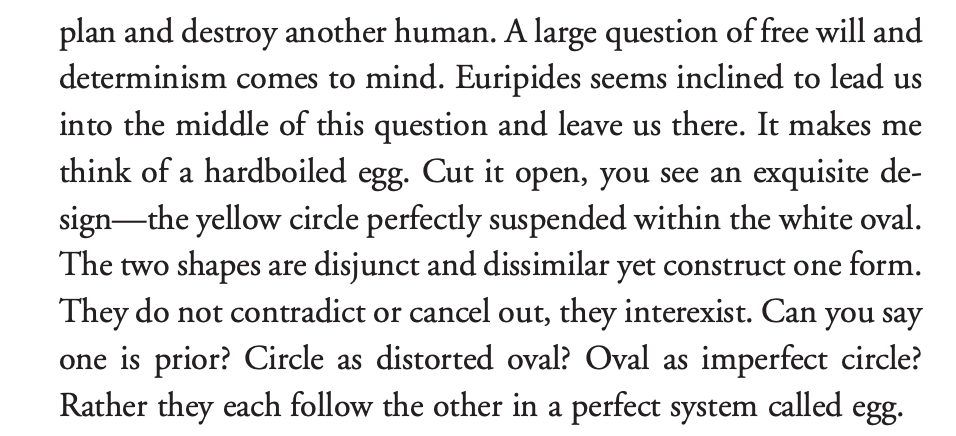 plan and destroy another human. A large question of free will and
determinism comes to mind. Euripides seems inclined to lead us
into the middle of this question and leave us there. It makes me
think of a hardboiled egg. Cut it open, you see an exquisite de-
sign—the yellow circle perfectly suspended within the white oval.
The two shapes are disjunct and dissimilar yet construct one form.
They do not contradict or cancel out, they interexist. Can you say
one is prior? Circle as distorted oval? Oval as imperfect circle?
Rather they each follow the other in a perfect system called egg.